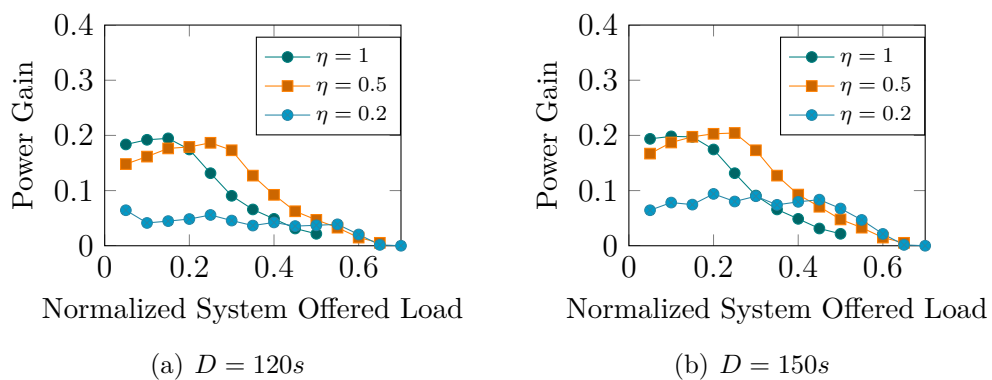 0.4
0.3
0.2
0.1
0
Power Gain
η = 1
η = 0.5
η = 0.2
0 0.2 0.4 0.6
Normalized System Offered Load
(a) D = 120s
0.4
0.3
0.2
0.1
0
Power Gain
η = 1
η = 0.5
η = 0.2
0 0.2 0.4 0.6
Normalized System Offered Load
(b) D = 150s